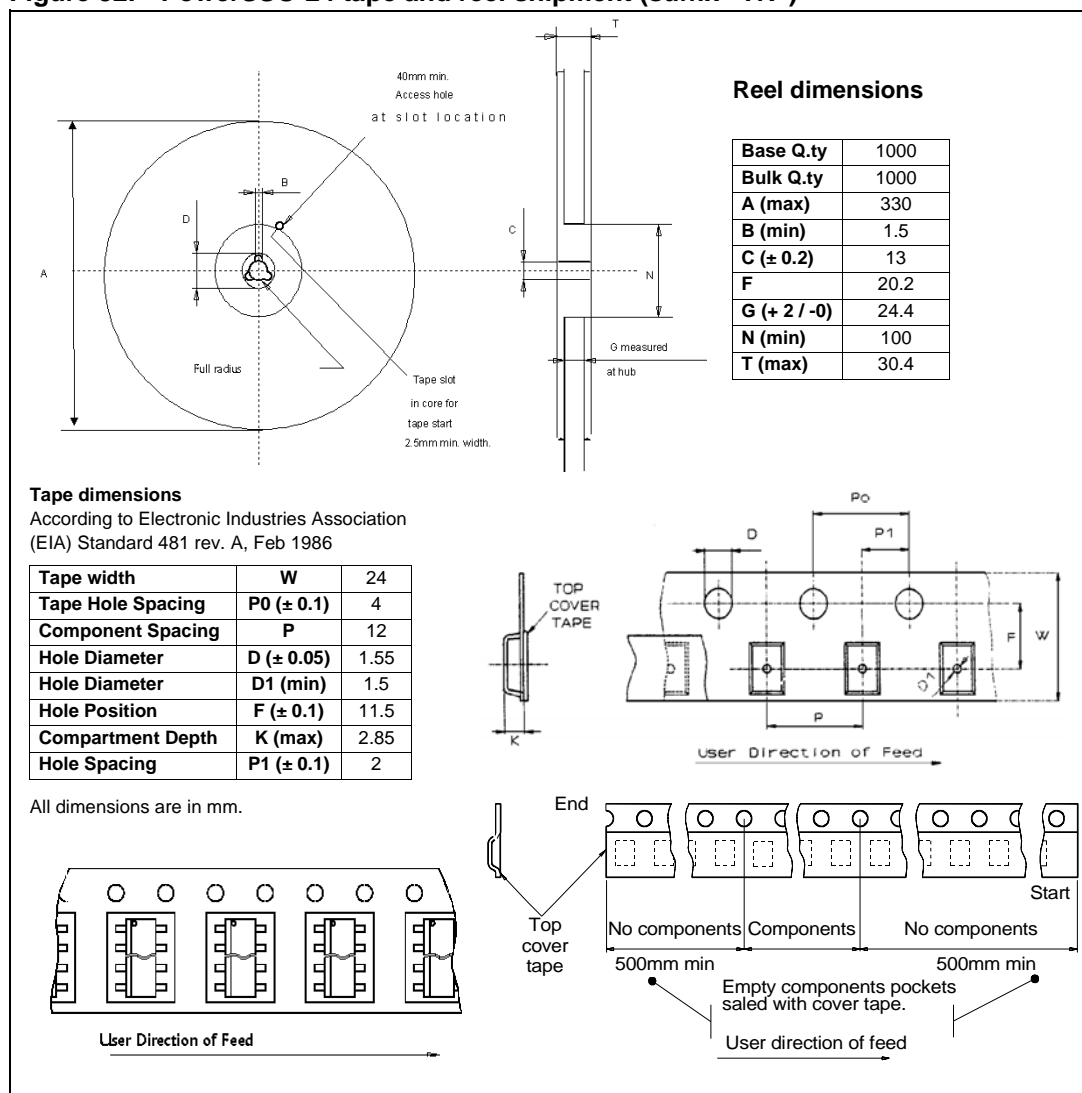 T
40mm min.
Access hole
at slot location
B
D
A
C
N
G measured
at hub
Full radius
Tape slot
in core for
tape start
2.5mm min. width.
Reel dimensions
Base Q.ty 1000
Bulk Q.ty 1000
A (max) 330
B (min) 1.5
C (± 0.2) 13
F 20.2
G (+ 2 / -0) 24.4
N (min) 100
T (max) 30.4
Tape dimensions
According to Electronic Industries Association
(EIA) Standard 481 rev. A, Feb 1986
Tape width W 24
Tape Hole Spacing P0 (± 0.1) 4
Component Spacing P 12
Hole Diameter D (± 0.05) 1.55
Hole Diameter D1 (min) 1.5
Hole Position F (± 0.1) 11.5
Compartment Depth K (max) 2.85
Hole Spacing P1 (± 0.1) 2
All dimensions are in mm.
Po
D
P1
TOP
COVER
TAPE
F
W
D1
P
K
User Direction of Feed
End
Start
Top
cover
tape
No components
Components
No components
500mm min
500mm min
Empty components pockets
saled with cover tape.
User direction of feed
User Direction of Feed